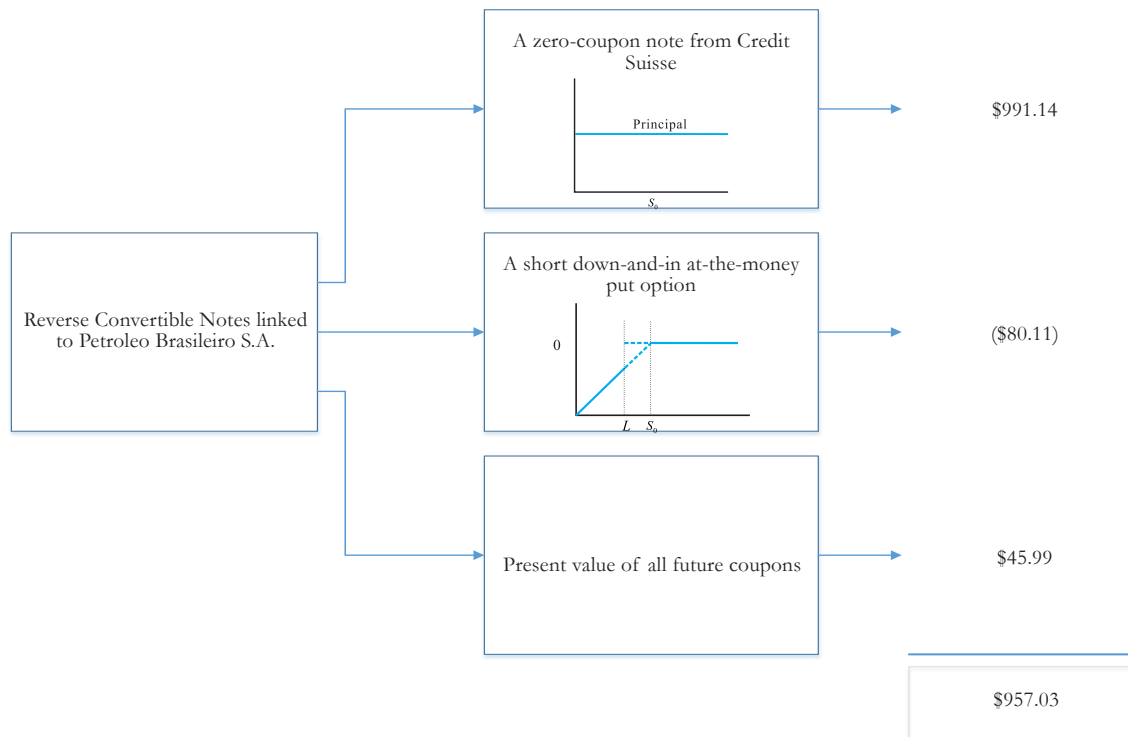 A zero-coupon note from Credit
Suisse
Principal
S₀
$991.14
Reverse Convertible Notes linked
to Petroleo Brasileiro S.A.
A short down-and-in at-the-money
put option
0
L S₀
($80.11)
Present value of all future coupons
$45.99
$957.03